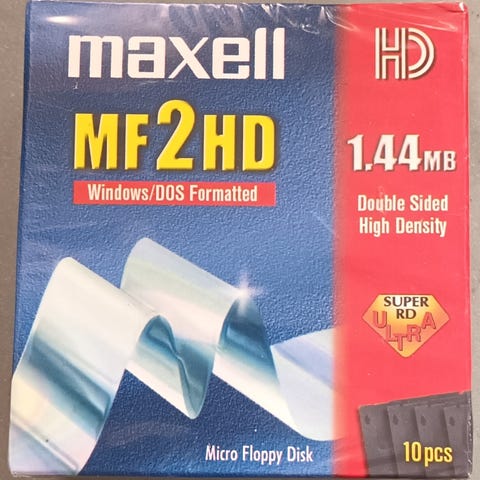 maxell
HD
MF2HD
Windows/DOS Formatted
1.44MB
Double Sided
High Density
SUPER
RD
ULTRA
Micro Floppy Disk
10pcs